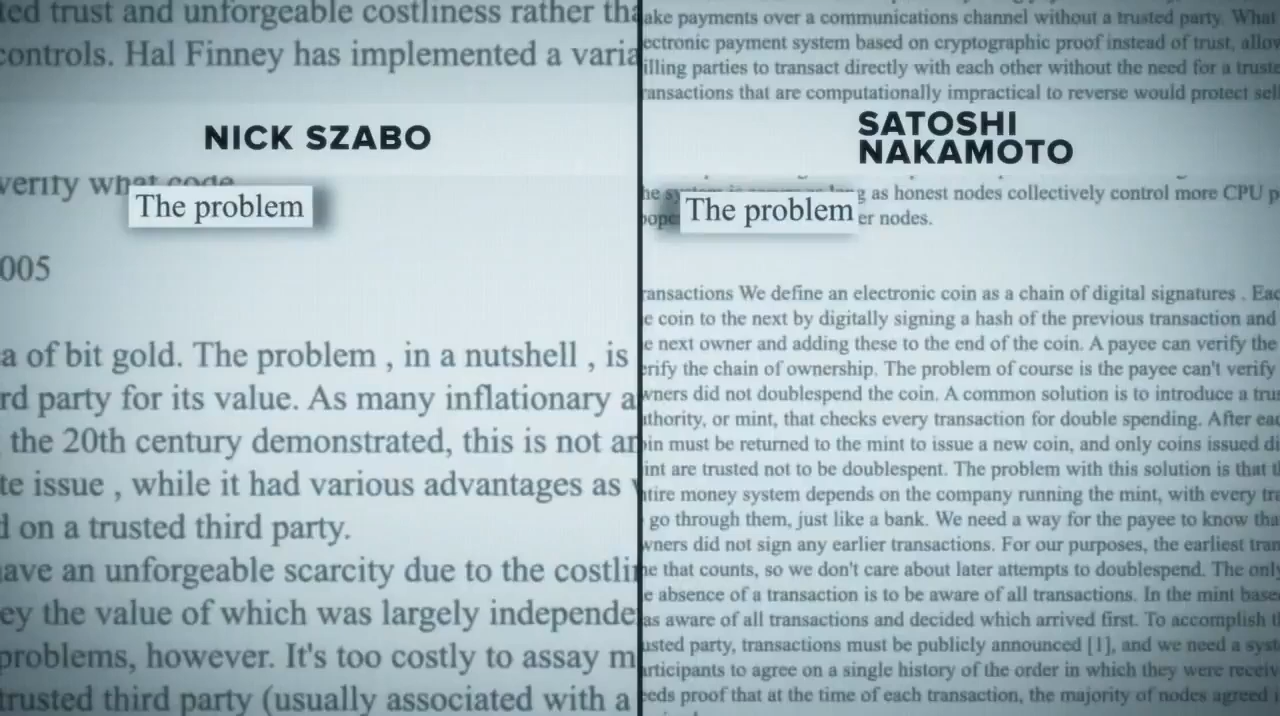 ted trust and unforgeable costliness rather tha
controls. Hal Finney has implemented a varia
NICK SZABO
verify what code
The problem
005
a of bit gold. The problem , in a nutshell , is
rd party for its value. As many inflationary a
the 20th century demonstrated, this is not an
te issue , while it had various advantages as
d on a trusted third party.
ave an unforgeable scarcity due to the costli
ey the value of which was largely independe
problems, however. It's too costly to assay m
trusted third party (usually associated with a
ake payments over a communications channel without a trusted party. What
ectronic payment system based on cryptographic proof instead of trust, allow
illing parties to transact directly with each other without the need for a truste
ransactions that are computationally impractical to reverse would protect sell
SATOSHI
NAKAMOTO
he g as honest nodes collectively control more CPU p
The problem
er nodes.
ransactions We define an electronic coin as a chain of digital signatures . Eac
e coin to the next by digitally signing a hash of the previous transaction and
e next owner and adding these to the end of the coin. A payee can verify the
erify the chain of ownership. The problem of course is the payee can't verify
wners did not doublespend the coin. A common solution is to introduce a trus
uthority, or mint, that checks every transaction for double spending. After eac
oin must be returned to the mint to issue a new coin, and only coins issued di
int are trusted not to be doublespent. The problem with this solution is that t
ntire money system depends on the company running the mint, with every tra
go through them, just like a bank. We need a way for the payee to know tha
wners did not sign any earlier transactions. For our purposes, the earliest tran
ne that counts, so we don't care about later attempts to doublespend. The only
e absence of a transaction is to be aware of all transactions. In the mint base
as aware of all transactions and decided which arrived first. To accomplish t
usted party, transactions must be publicly announced [1], and we need a syst
articipants to agree on a single history of the order in which they were receiv
eeds proof that at the time of each transaction, the majority of nodes agreed